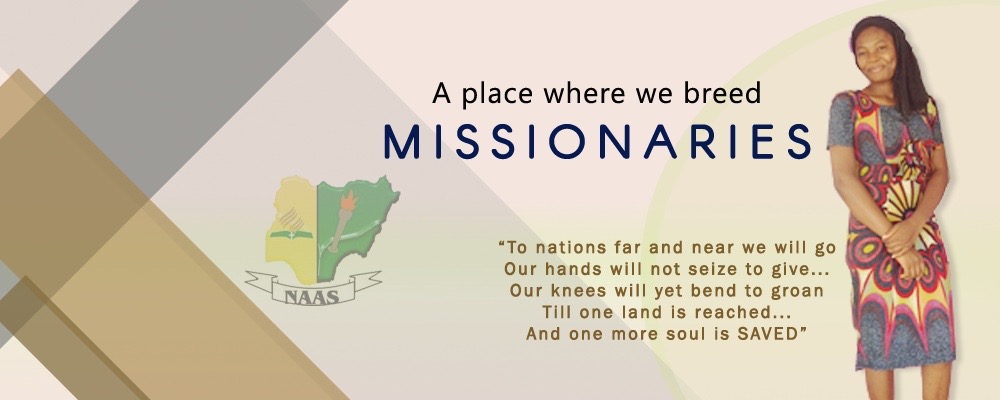 A place where we breed
MISSIONARIES
NAAS
“To nations far and near we will go
Our hands will not seize to give...
Our knees will yet bend to groan
Till one land is reached...
And one more soul is SAVED”